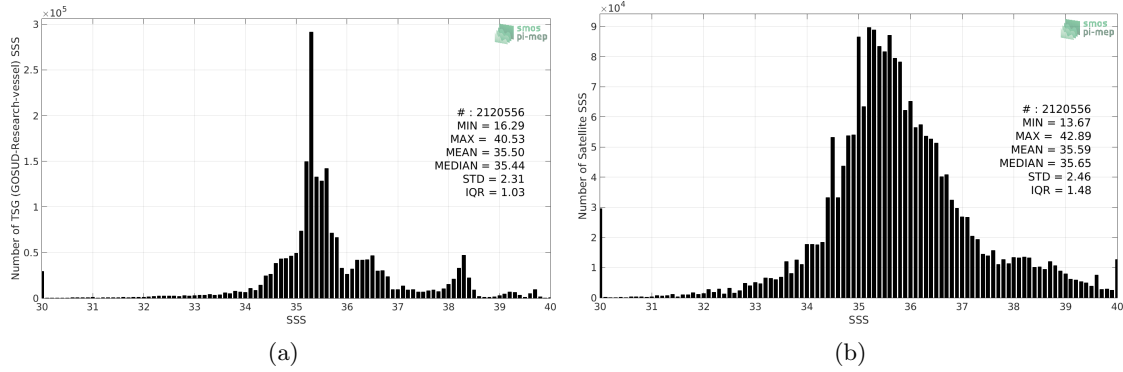 ×10⁵
3
2.5
2
1.5
1
0.5
0
Number of TSG (GOSUD-Research-vessel) SSS
30 31 32 33 34 35 36 37 38 39 40
SSS
smos
pi-mep
# : 2120556
MIN = 16.29
MAX = 40.53
MEAN = 35.50
MEDIAN = 35.44
STD = 2.31
IQR = 1.03
(a)
×10⁴
9
8
7
6
5
4
3
2
1
0
Number of Satellite SSS
30 31 32 33 34 35 36 37 38 39 40
SSS
smos
pi-mep
# : 2120556
MIN = 13.67
MAX = 42.89
MEAN = 35.59
MEDIAN = 35.65
STD = 2.46
IQR = 1.48
(b)